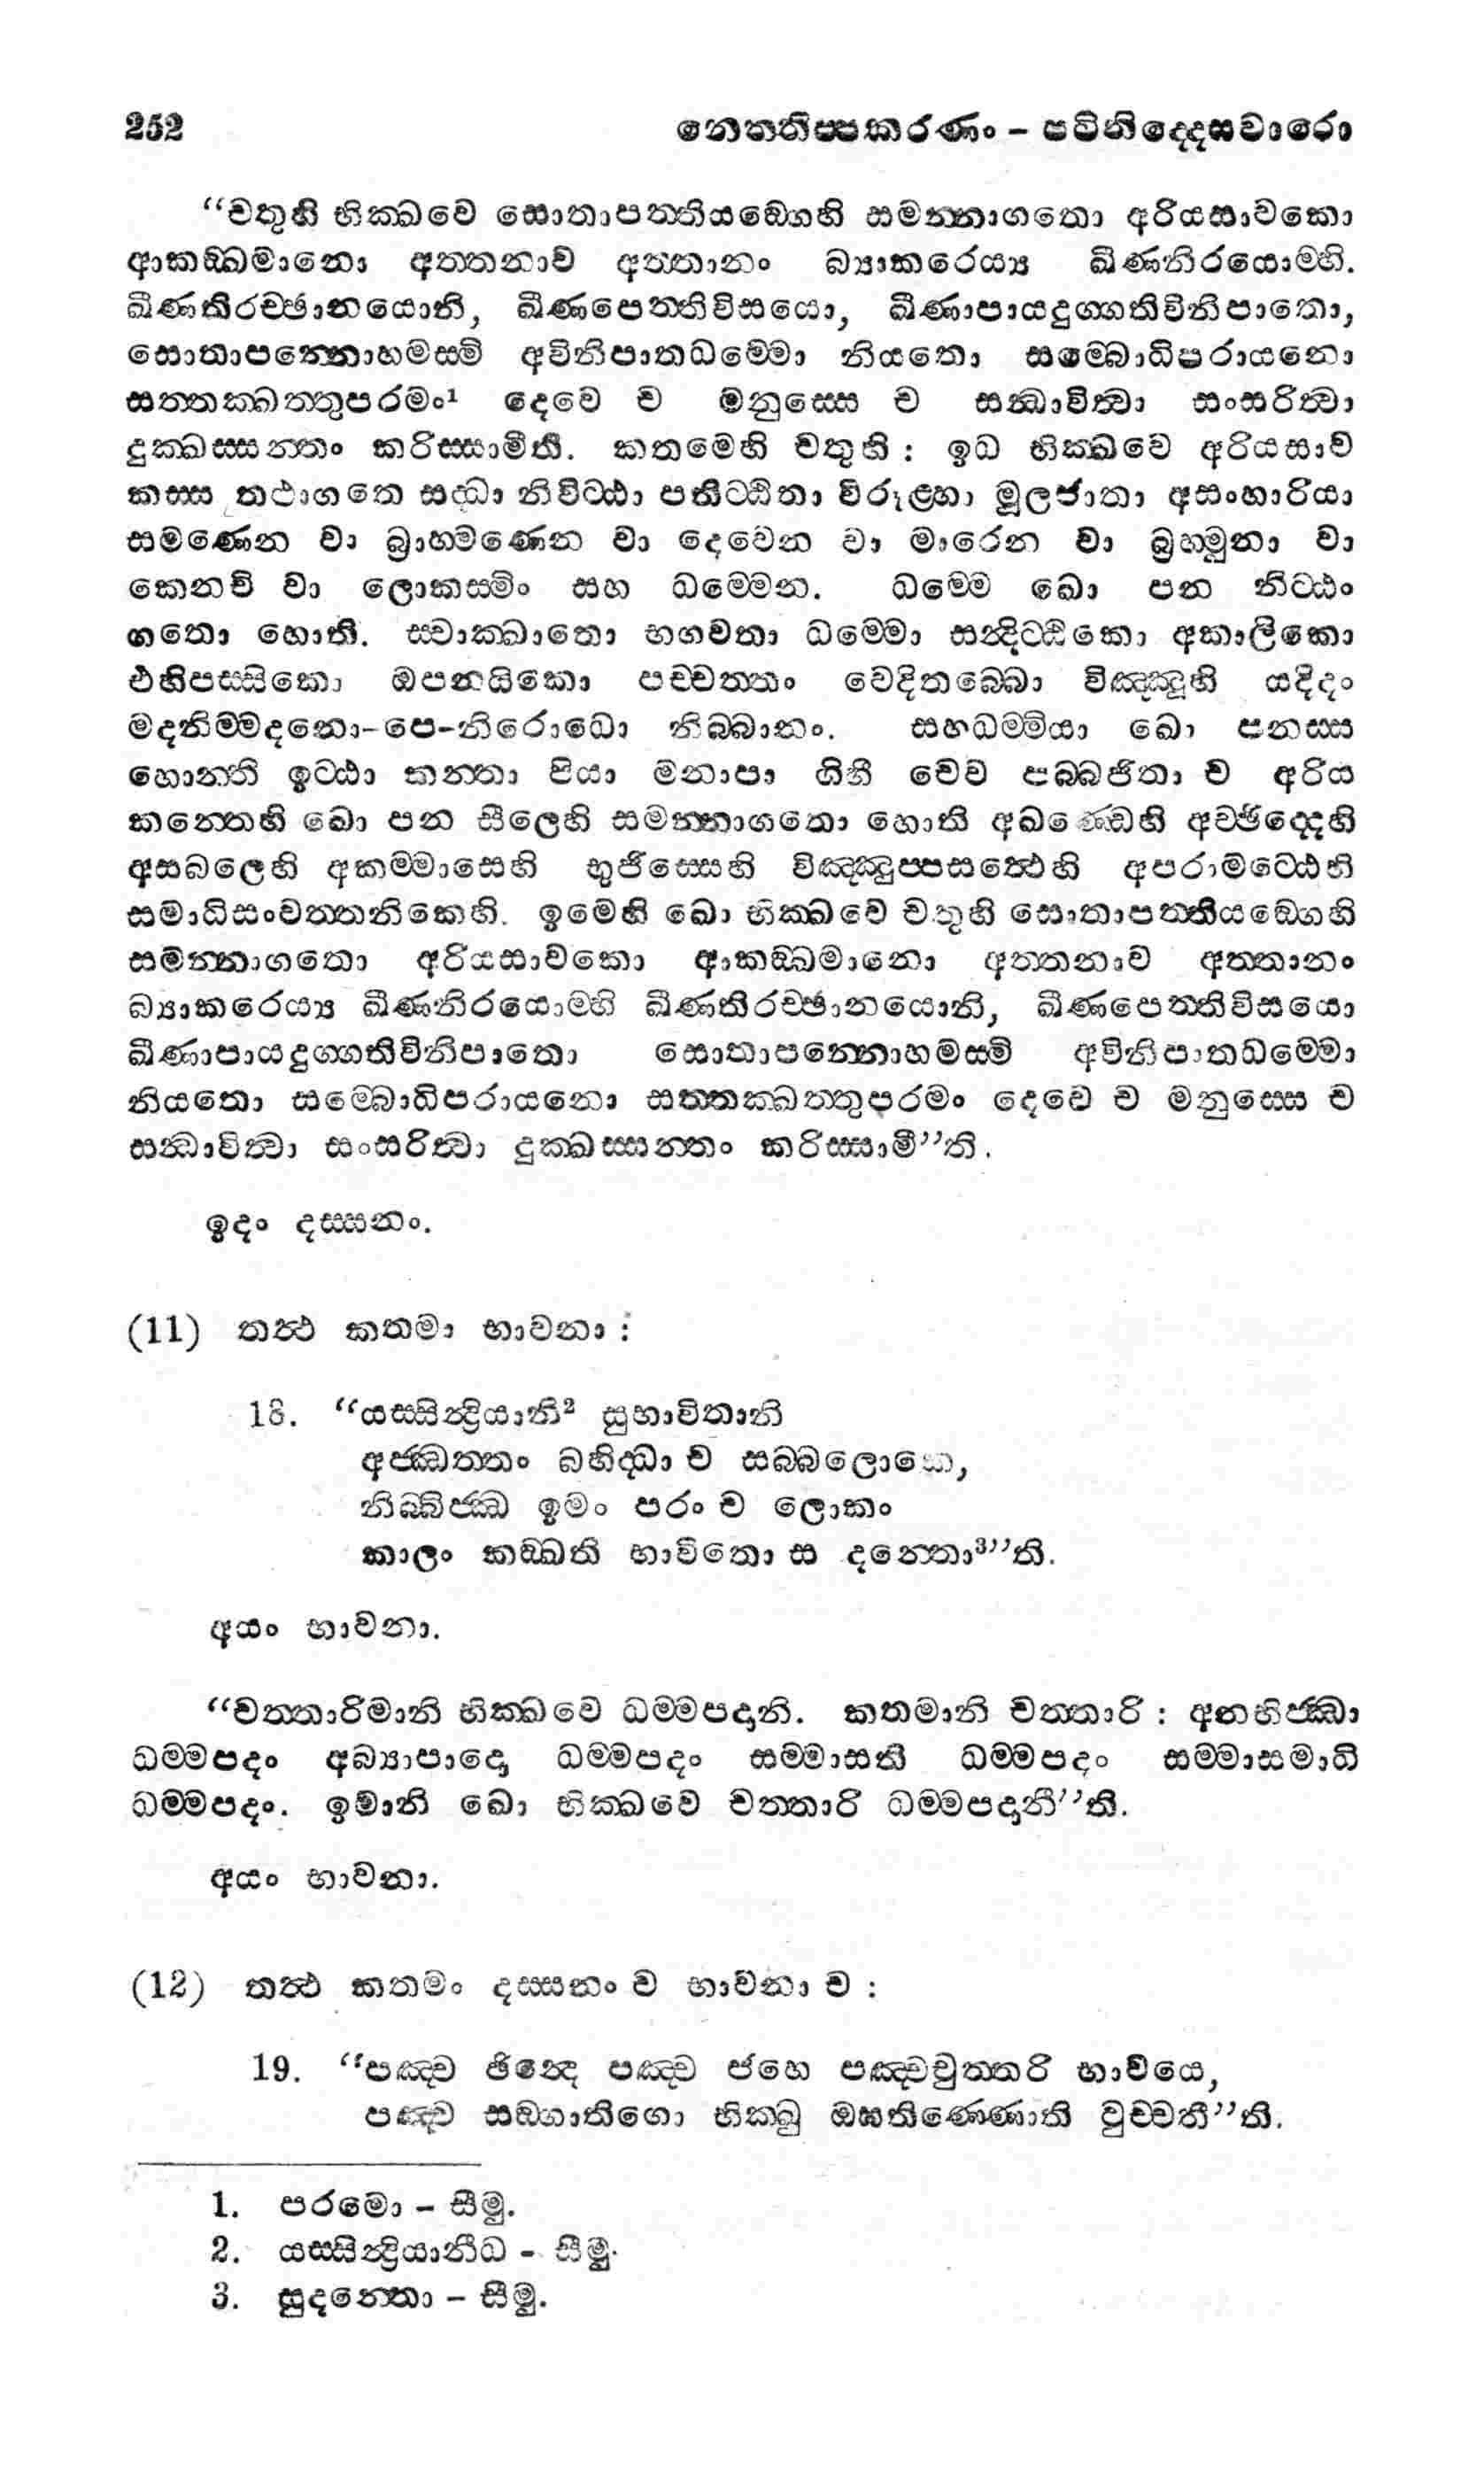 252 නෙත්තිප්පකරණං – පටිනිද්දෙසවාරො
“චතුහි භික්ඛවෙ සොතාපත්තියඞ්ගෙහි සමන්නාගතො අරියසාවකො
ආකඞ්ඛමානො අත්තනාව අත්තානං බ්‍යාකරෙය්‍ය ඛීණනිරයොම්හි.
ඛීණතිරච්ඡානයොනි, ඛීණපෙත්තිවිසයො, ඛීණාපායදුග්ගතිවිනිපාතො,
සොතාපන්නොහමස්මි අවිනිපාතධම්මො නියතො සම්බොධිපරායනො
සත්තක්ඛත්තුපරමං¹ දෙවෙ ච මනුස්සෙ ච සන්ධාවිත්‍වා සංසරිත්‍වා
දුක්ඛස්සන්තං කරිස්සාමීති. කතමෙහි චතුහි : ඉධ භික්ඛවෙ අරියසාව
කස්ස තථාගතෙ සද්ධා නිවිට්ඨා පතිට්ඨිතා විරූළ්හා මූලජාතා අසංහාරියා
සමණෙන වා බ්‍රාහ්මණෙන වා දෙවෙන වා මාරෙන වා බ්‍රහ්මුනා වා
කෙනචි වා ලොකස්මිං සහ ධම්මෙන. ධම්මෙ ඛො පන නිට්ඨං
ගතො හොති. ස්වාක්ඛාතො භගවතා ධම්මො සන්දිට්ඨිකො අකාලිකො
එහිපස්සිකො ඔපනයිකො පච්චත්තං වෙදිතබ්බො විඤ්ඤූහි යදිදං
මදනිම්මදනො-පෙ-නිරොධො නිබ්බානං. සහධම්මියා ඛො පනස්ස
හොන්ති ඉට්ඨා කන්තා පියා මනාපා ගිහී චෙව පබ්බජිතා ච අරිය
කන්තෙහි ඛො පන සීලෙහි සමන්නාගතො හොති අඛණ්ඩෙහි අච්ඡිද්දෙහි
අසබලෙහි අකම්මාසෙහි භුජිස්සෙහි විඤ්ඤුප්පසත්ථෙහි අපරාමට්ඨෙහි
සමාධිසංවත්තනිකෙහි. ඉමෙහි ඛො භික්ඛවෙ චතුහි සොතාපත්තියඞ්ගෙහි
සමන්නාගතො අරියසාවකො ආකඞ්ඛමානො අත්තනාව අත්තානං
බ්‍යාකරෙය්‍ය ඛීණනිරයොම්හි ඛීණතිරච්ඡානයොනි, ඛීණපෙත්තිවිසයො
ඛීණාපායදුග්ගතිවිනිපාතො සොතාපන්නොහමස්මි අවිනිපාතධම්මො
නියතො සම්බොධිපරායනො සත්තක්ඛත්තුපරමං දෙවෙ ච මනුස්සෙ ච
සන්ධාවිත්‍වා සංසරිත්‍වා දුක්ඛස්සන්තං කරිස්සාමී”ති.
ඉදං දස්සනං.
(11) තත්‍ථ කතමා භාවනා :
18. “යස්සින්ද්‍රියානි² සුභාවිතානි
අජ්ඣත්තං බහිද්ධා ච සබ්බලොකෙ,
නිබ්බිජ්ඣ ඉමං පරං ච ලොකං
කාලං කඞ්ඛති භාවිතො ස දන්තො³”ති.
අයං භාවනා.
“චත්තාරිමානි භික්ඛවෙ ධම්මපදානි. කතමානි චත්තාරි : අනභිජ්ඣා
ධම්මපදං අබ්‍යාපාදො ධම්මපදං සම්මාසති ධම්මපදං සම්මාසමාධි
ධම්මපදං. ඉමානි ඛො භික්ඛවෙ චත්තාරි ධම්මපදානී”ති.
අයං භාවනා.
(12) තත්‍ථ කතමං දස්සනං ච භාවනා ච :
19. “පඤ්ච ඡින්දෙ පඤ්ච ජහෙ පඤ්චචුත්තරි භාවයෙ,
පඤ්ච සඞ්ගාතිගො භික්ඛු ඔඝතිණ්ණොති වුච්චතී”ති.
1. පරමො – සීමු.
2. යස්සින්ද්‍රියානීධ – සීමු.
3. සුදන්තො – සීමු.